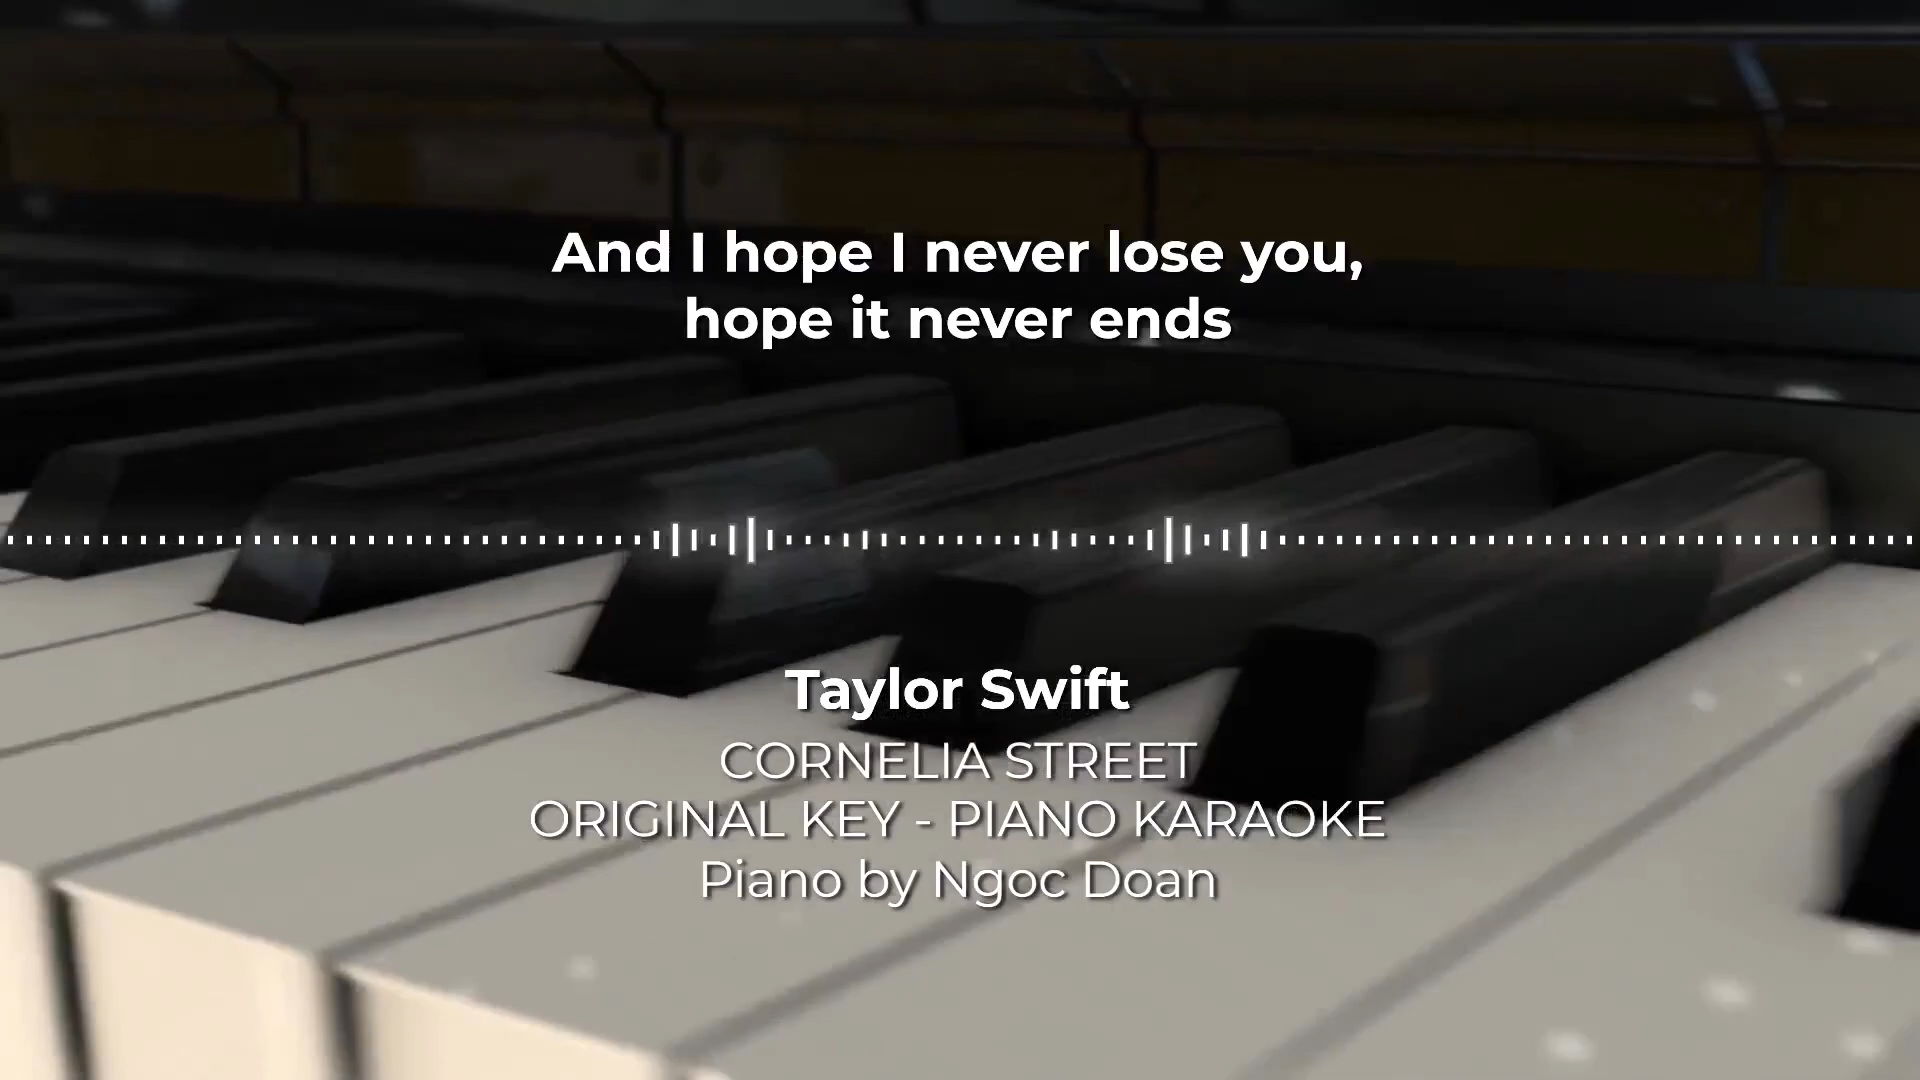 And I hope I never lose you,
hope it never ends
Taylor Swift
CORNELIA STREET
ORIGINAL KEY - PIANO KARAOKE
Piano by Ngoc Doan